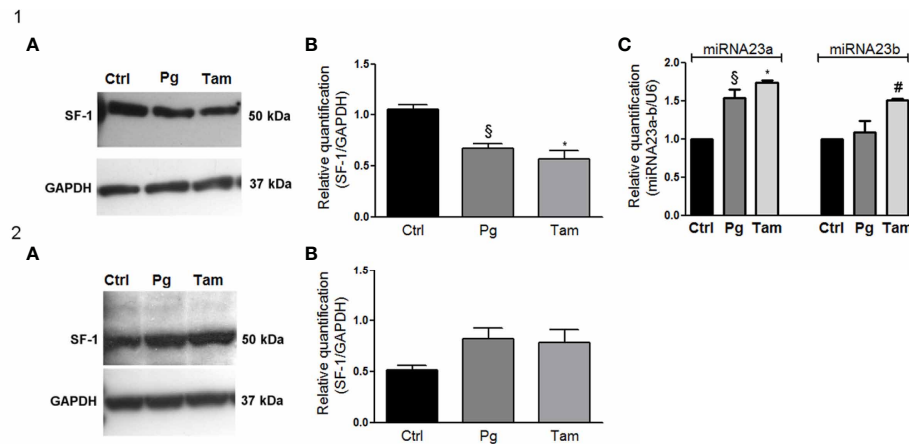 1
A
B
C
Ctrl Pg Tam
SF-1
50 kDa
GAPDH
37 kDa
Relative quantification
(SF-1/GAPDH)
1.5
1.0
0.5
0.0
§
*
Ctrl Pg Tam
miRNA23a
miRNA23b
Relative quantification
(miRNA23a-b/U6)
2.0
1.5
1.0
0.5
0.0
§
*
#
Ctrl Pg Tam
Ctrl Pg Tam
2
A
B
Ctrl Pg Tam
SF-1
50 kDa
GAPDH
37 kDa
Relative quantification
(SF-1/GAPDH)
1.5
1.0
0.5
0.0
Ctrl Pg Tam